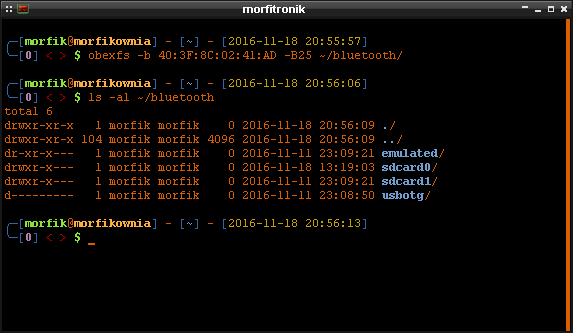 morfitronik
[morfik@morfikownia] - [~] - [2016-11-18 20:55:57]
[0] < > $ obexfs -b 40:3F:8C:02:41:AD -B25 ~/bluetooth/
[morfik@morfikownia] - [~] - [2016-11-18 20:56:06]
[0] < > $ ls -al ~/bluetooth
total 6
drwxr-xr-x   1 morfik morfik    0 2016-11-18 20:56:09 ./
drwxr-xr-x 104 morfik morfik 4096 2016-11-18 20:56:09 ../
dr-xr-x---   1 morfik morfik    0 2016-11-11 23:09:21 emulated/
drwxr-x---   1 morfik morfik    0 2016-11-18 13:19:03 sdcard0/
drwxr-x---   1 morfik morfik    0 2016-11-11 23:09:21 sdcard1/
d---------   1 morfik morfik    0 2016-11-11 23:08:50 usbotg/
[morfik@morfikownia] - [~] - [2016-11-18 20:56:13]
[0] < > $ _